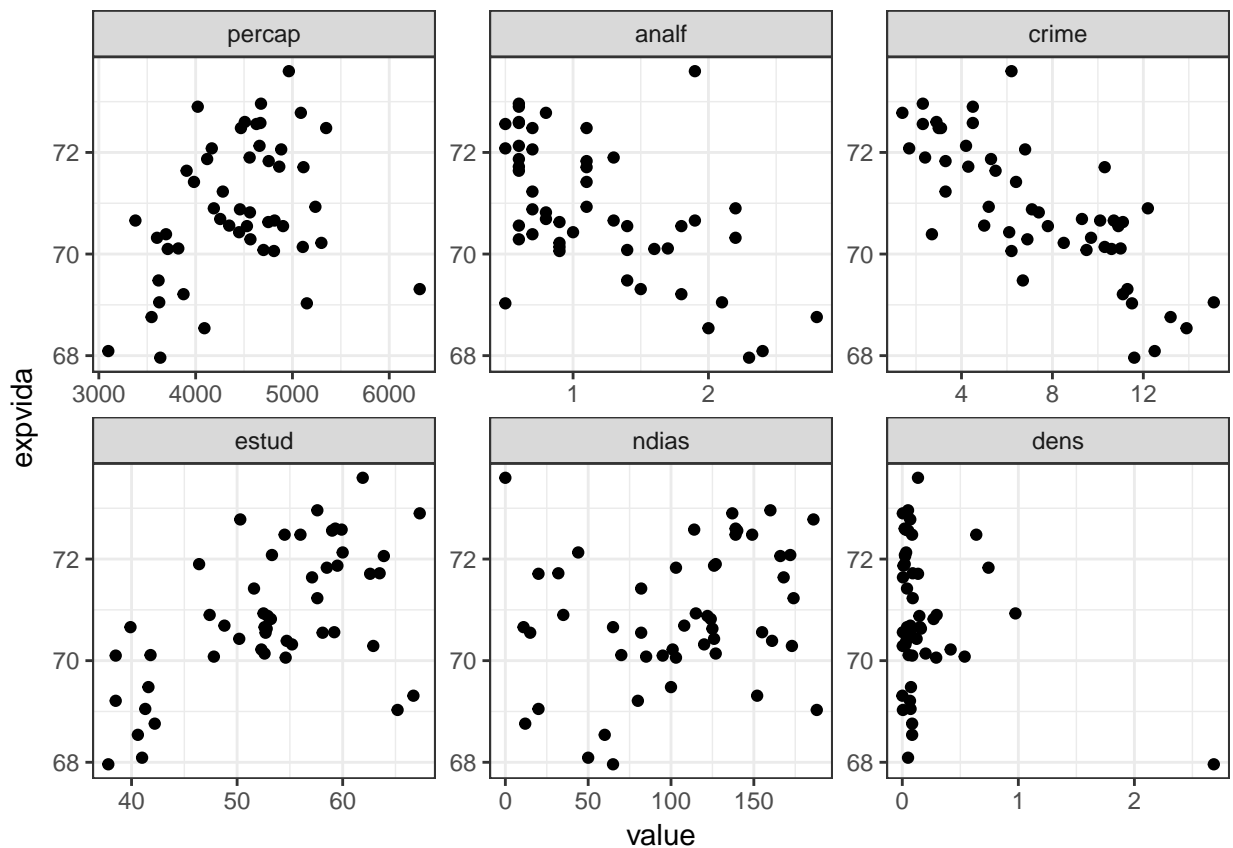 percap analf crime
72
70
68
3000 4000 5000 6000 1 2 4 8 12
expvida
estud ndias dens
72
70
68
40 50 60 0 50 100 150 0 1 2
value